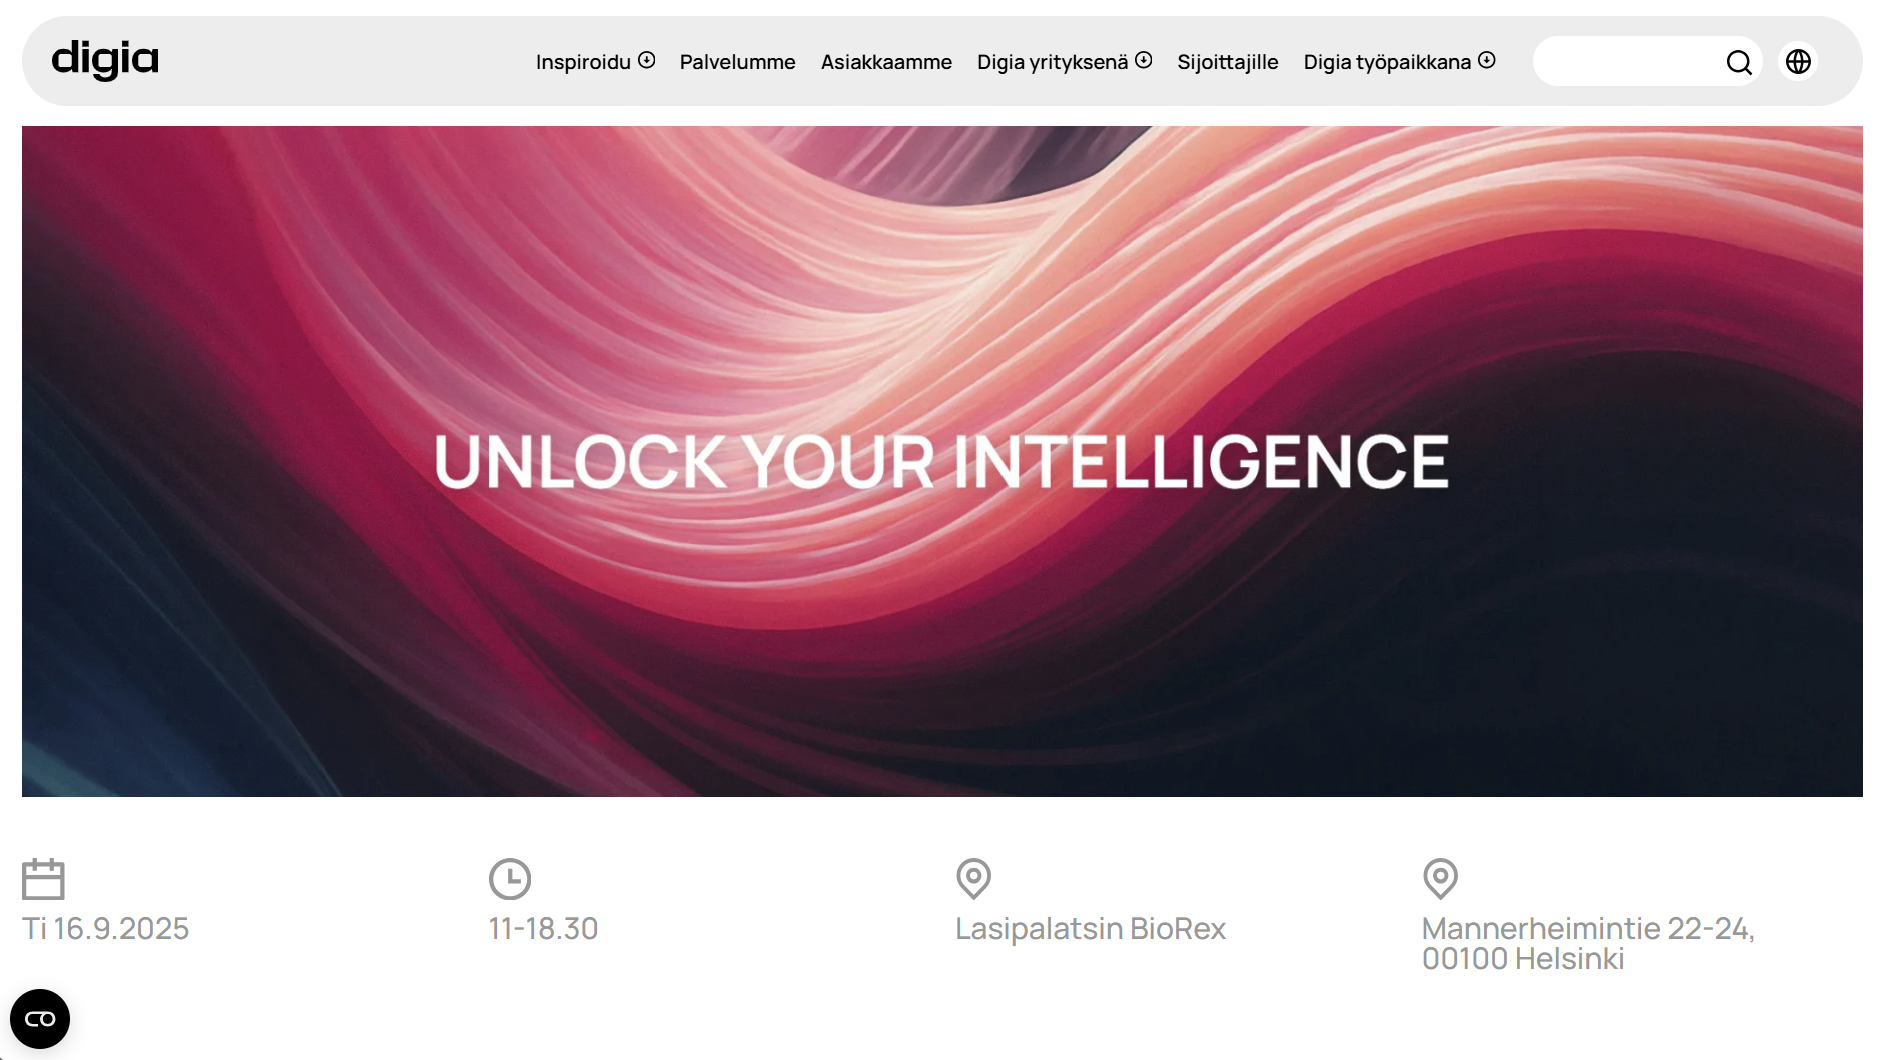 digia
Inspiroidu
Palvelumme
Asiakkaamme
Digia yrityksenä
Sijoittajille
Digia työpaikkana
UNLOCK YOUR INTELLIGENCE
Ti 16.9.2025
11-18.30
Lasipalatsin BioRex
Mannerheimintie 22-24,
00100 Helsinki